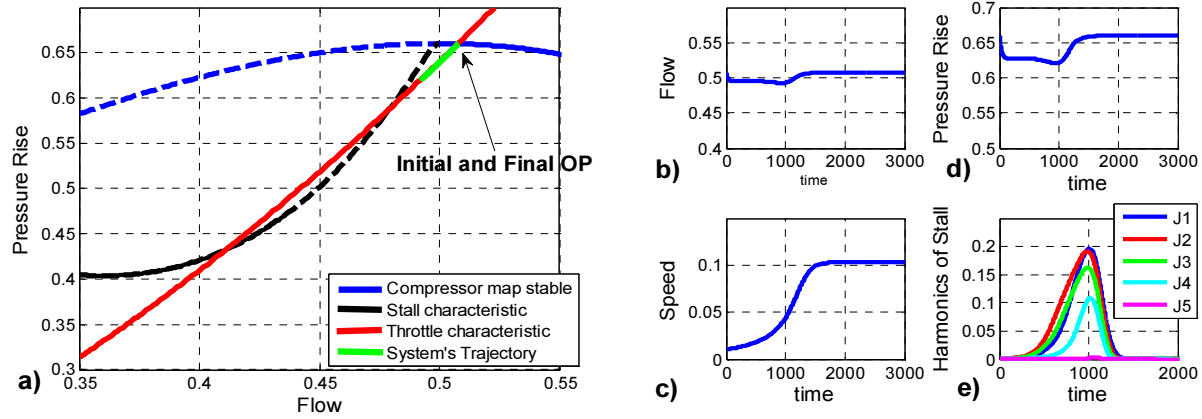 0.65
0.6
0.55
0.5
0.45
0.4
0.35
0.3
Pressure Rise
0.35
0.4
0.45
0.5
0.55
Flow
a)
Initial and Final OP
Compressor map stable
Stall characteristic
Throttle characteristic
System's Trajectory
0.55
0.5
0.45
0.4
Flow
0
1000
2000
3000
time
b)
0.7
0.6
0.5
Pressure Rise
0
1000
2000
3000
time
d)
0.1
0.05
0
Speed
0
1000
2000
3000
time
c)
0.2
0.15
0.1
0.05
0
Harmonics of Stall
0
1000
2000
time
e)
J1
J2
J3
J4
J5